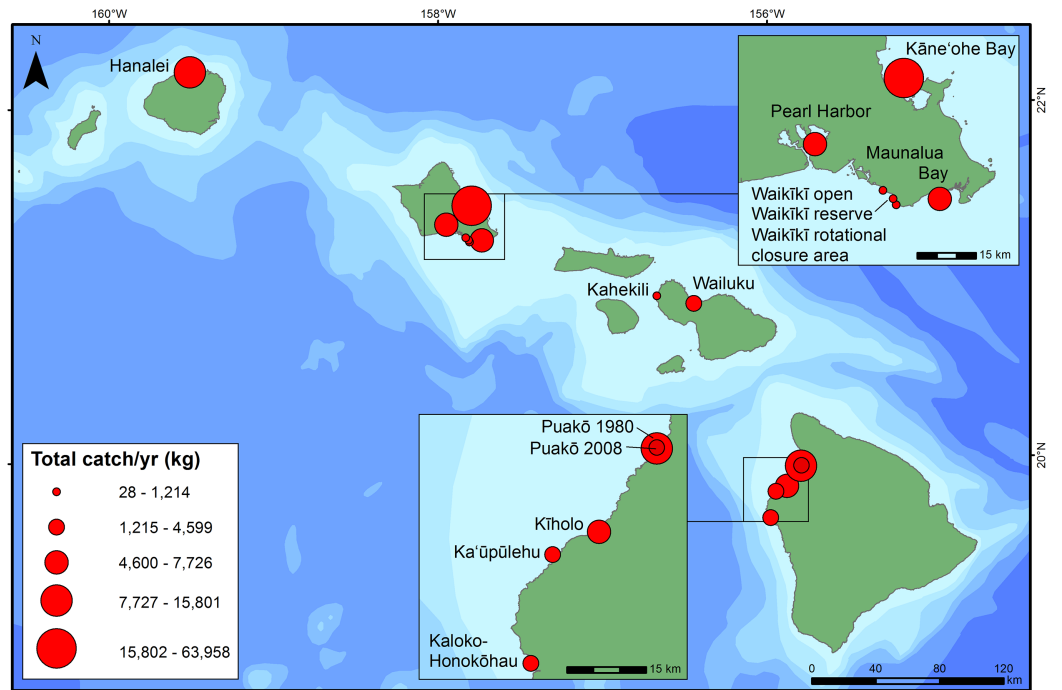 160°W
158°W
156°W
N
Hanalei
Kāneʻohe Bay
22°N
Pearl Harbor
Maunalua
Bay
Waikīkī open
Waikīkī reserve
Waikīkī rotational
closure area
15 km
Kahekili
Wailuku
Puakō 1980
Puakō 2008
20°N
Kīholo
Kaʻūpūlehu
Kaloko-
Honokōhau
15 km
Total catch/yr (kg)
28 - 1,214
1,215 - 4,599
4,600 - 7,726
7,727 - 15,801
15,802 - 63,958
0 40 80 120
km